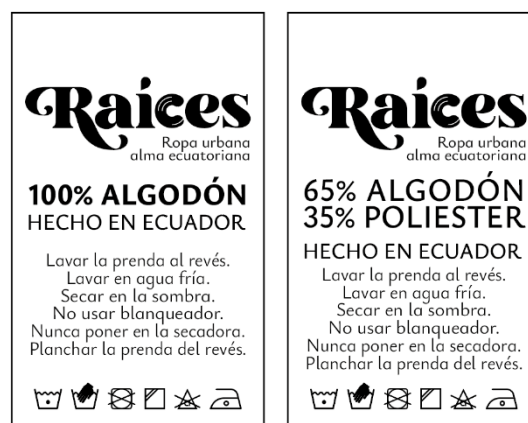 Raíces
Ropa urbana
alma ecuatoriana
100% ALGODÓN
HECHO EN ECUADOR
Lavar la prenda al revés.
Lavar en agua fría.
Secar en la sombra.
No usar blanqueador.
Nunca poner en la secadora.
Planchar la prenda del revés.
Raíces
Ropa urbana
alma ecuatoriana
65% ALGODÓN
35% POLIESTER
HECHO EN ECUADOR
Lavar la prenda al revés.
Lavar en agua fría.
Secar en la sombra.
No usar blanqueador.
Nunca poner en la secadora.
Planchar la prenda del revés.